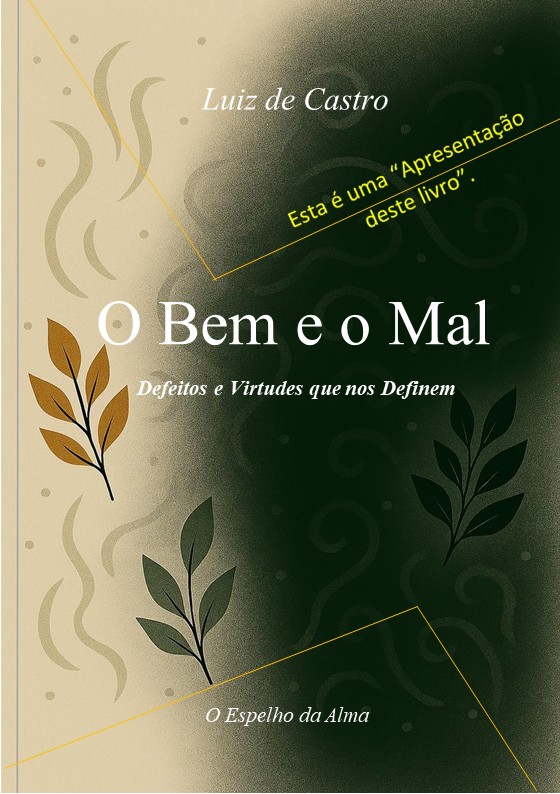 Luiz de Castro
Esta é uma “Apresentação
deste livro” .
O Bem e o Mal
Defeitos e Virtudes que nos Definem
O Espelho da Alma